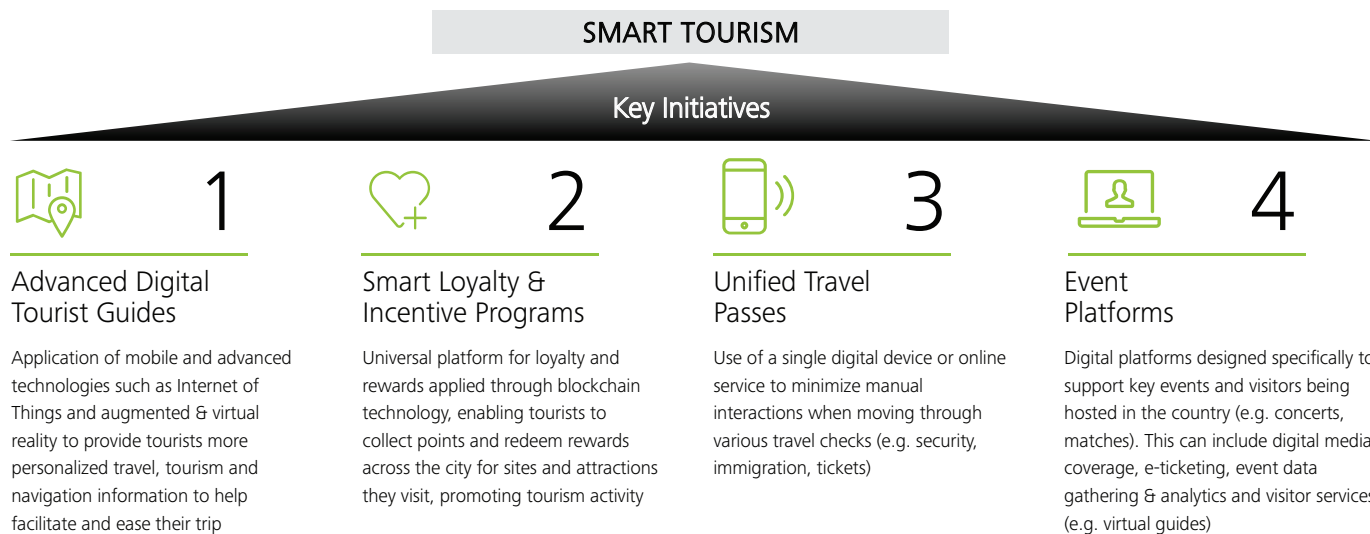 SMART TOURISM
Key Initiatives
1
Advanced Digital
Tourist Guides
Application of mobile and advanced
technologies such as Internet of
Things and augmented & virtual
reality to provide tourists more
personalized travel, tourism and
navigation information to help
facilitate and ease their trip
2
Smart Loyalty &
Incentive Programs
Universal platform for loyalty and
rewards applied through blockchain
technology, enabling tourists to
collect points and redeem rewards
across the city for sites and attractions
they visit, promoting tourism activity
3
Unified Travel
Passes
Use of a single digital device or online
service to minimize manual
interactions when moving through
various travel checks (e.g. security,
immigration, tickets)
4
Event
Platforms
Digital platforms designed specifically to
support key events and visitors being
hosted in the country (e.g. concerts,
matches). This can include digital media
coverage, e-ticketing, event data
gathering & analytics and visitor services
(e.g. virtual guides)